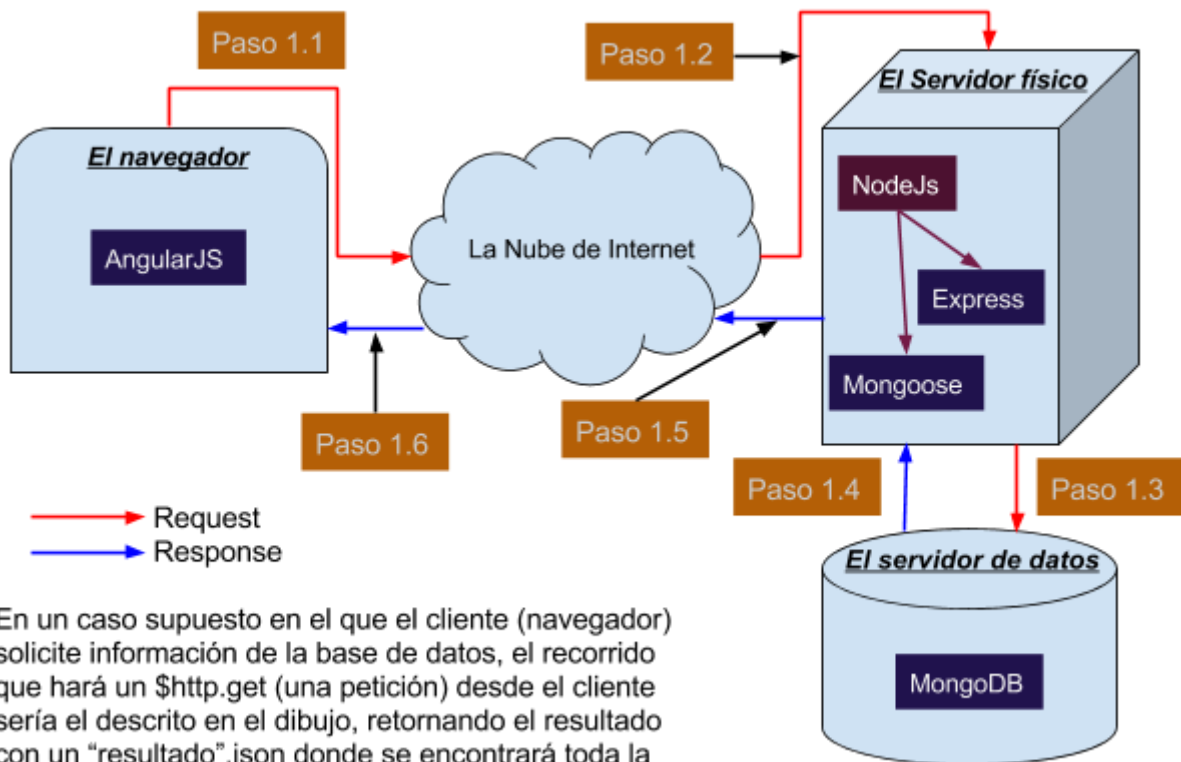 Paso 1.1
Paso 1.2
El Servidor físico
El navegador
NodeJs
AngularJS
La Nube de Internet
Express
Mongoose
Paso 1.6
Paso 1.5
Paso 1.4
Paso 1.3
Request
Response
El servidor de datos
MongoDB
En un caso supuesto en el que el cliente (navegador)
solicite información de la base de datos, el recorrido
que hará un $http.get (una petición) desde el cliente
sería el descrito en el dibujo, retornando el resultado
con un “resultado”.json donde se encontrará toda la